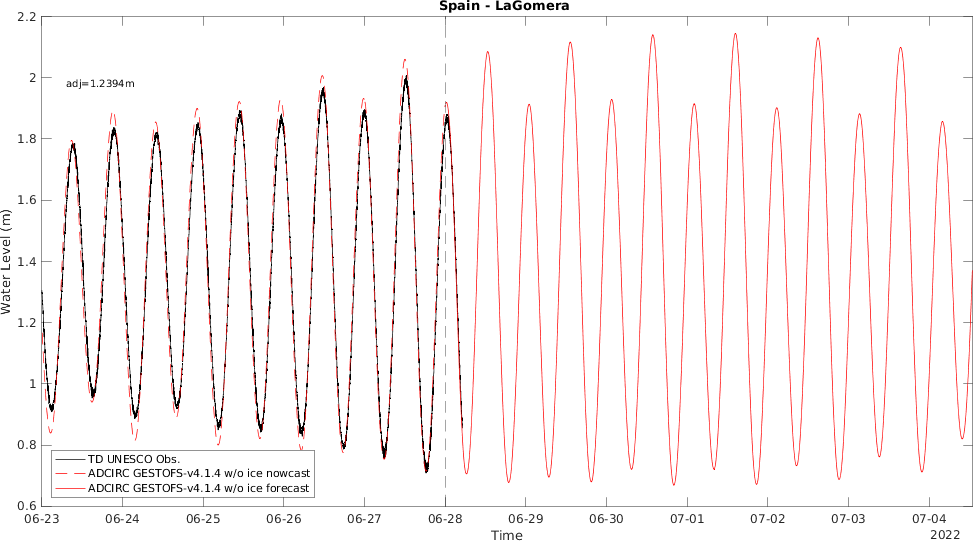 Spain - LaGomera
2.2
2
1.8
1.6
1.4
1.2
1
0.8
0.6
Water Level (m)
adj=1.2394m
TD UNESCO Obs.
ADCIRC GESTOFS-v4.1.4 w/o ice nowcast
ADCIRC GESTOFS-v4.1.4 w/o ice forecast
06-23 06-24 06-25 06-26 06-27 06-28 06-29 06-30 07-01 07-02 07-03 07-04
Time
2022